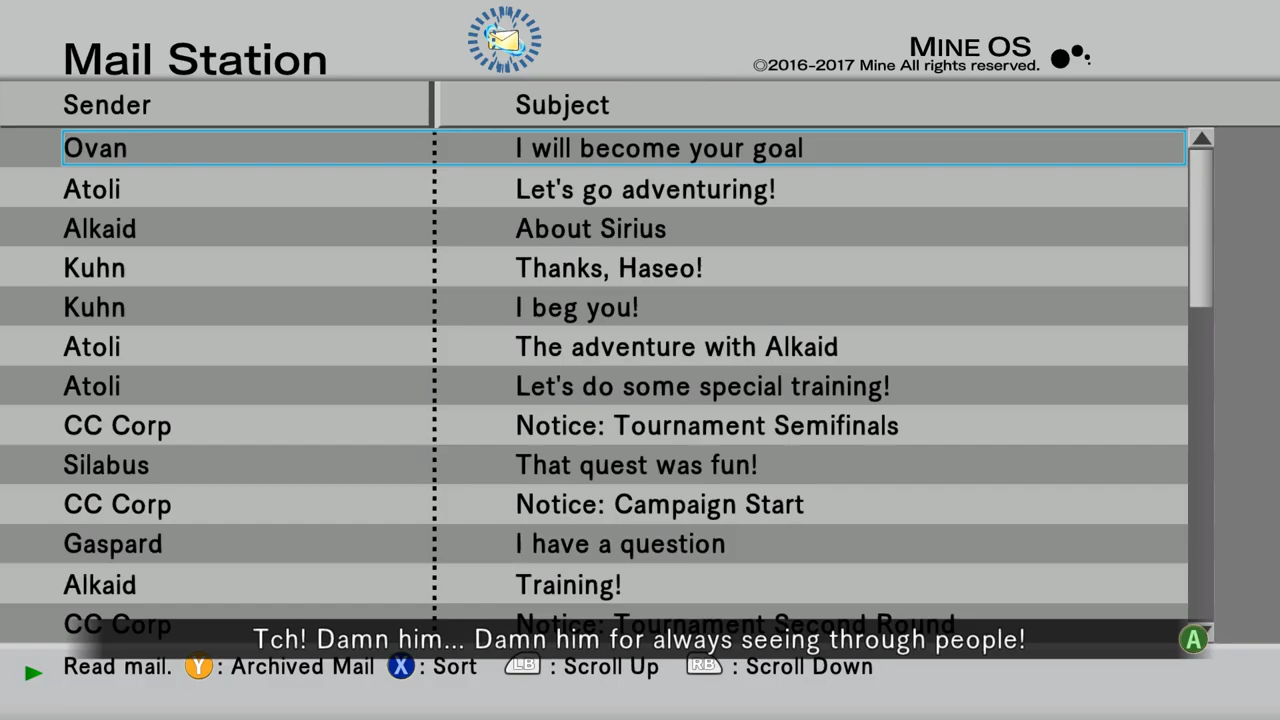 Mail Station
MINE OS
©2016-2017 Mine All rights reserved.
Sender Subject
Ovan I will become your goal
Atoli Let's go adventuring!
Alkaid About Sirius
Kuhn Thanks, Haseo!
Kuhn I beg you!
Atoli The adventure with Alkaid
Atoli Let's do some special training!
CC Corp Notice: Tournament Semifinals
Silabus That quest was fun!
CC Corp Notice: Campaign Start
Gaspard I have a question
Alkaid Training!
CC Corp Notice: Tournament Second Round
Tch! Damn him... Damn him for always seeing through people! A
Read mail. Y : Archived Mail X : Sort LB : Scroll Up RB : Scroll Down